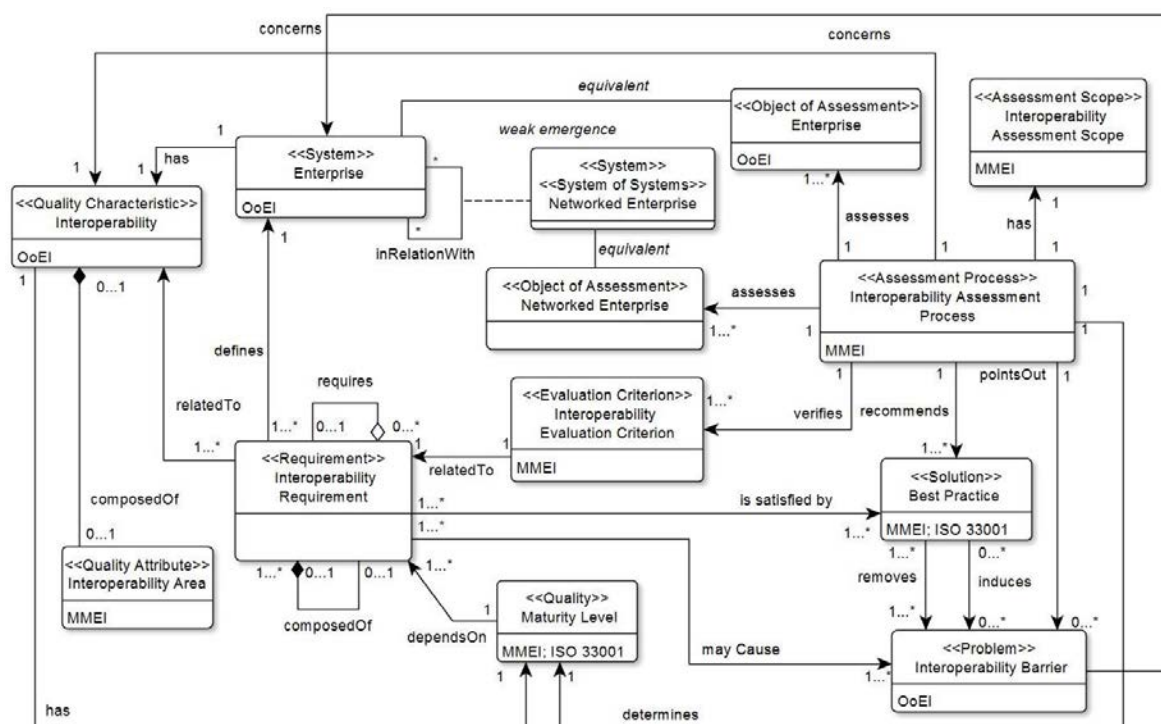 concerns
concerns
equivalent
<<Object of Assessment>>
Enterprise
OoEI
1...*
<<Assessment Scope>>
Interoperability
Assessment Scope
MMEI
1
weak emergence
1
has
1
1
<<System>>
Enterprise
OoEI
1
*
*
inRelationWith
<<System>>
<<System of Systems>>
Networked Enterprise
equivalent
<<Quality Characteristic>>
Interoperability
OoEI
1
0...1
assesses
1
1
has
1
<<Object of Assessment>>
Networked Enterprise
1...*
assesses
1
<<Assessment Process>>
Interoperability Assessment
Process
MMEI
1
1
1
1
pointsOut
1
defines
requires
relatedTo
1...*
1...*
0...1
0...*
1
relatedTo
1
<<Evaluation Criterion>>
Interoperability
Evaluation Criterion
MMEI
1...*
verifies
recommends
1...*
<<Requirement>>
Interoperability
Requirement
1...*
1...*
1...*
1...*
0...1
0...1
composedOf
is satisfied by
1...*
<<Solution>>
Best Practice
MMEI; ISO 33001
1...*
0...*
removes
induces
1...*
0...*
0...*
composedOf
0...1
<<Quality Attribute>>
Interoperability Area
MMEI
dependsOn
1
<<Quality>>
Maturity Level
MMEI; ISO 33001
1
1
may Cause
1...*
<<Problem>>
Interoperability Barrier
OoEI
has
determines